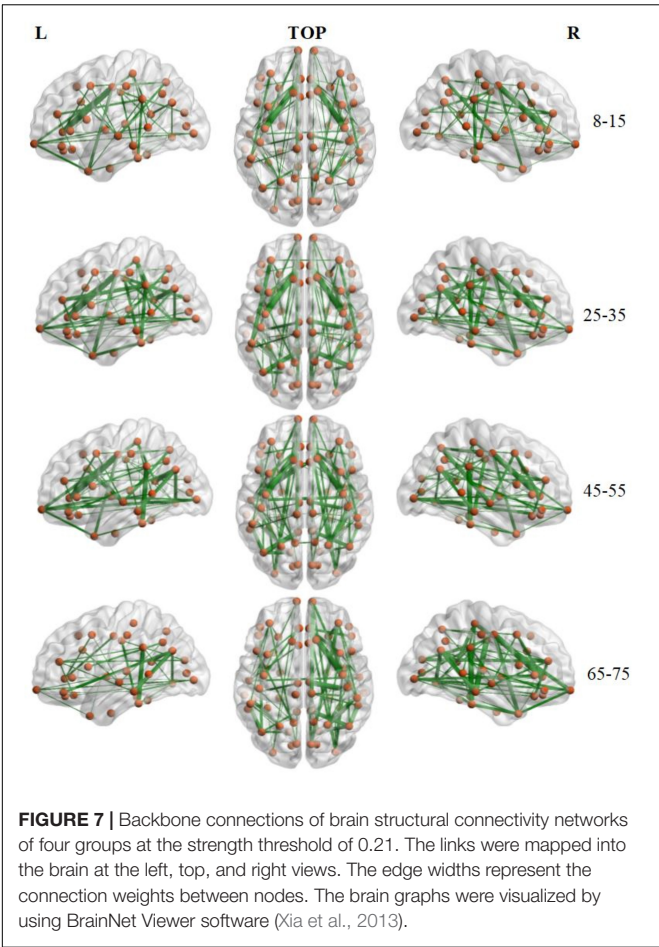 L TOP R
8-15
25-35
45-55
65-75
FIGURE 7 | Backbone connections of brain structural connectivity networks
of four groups at the strength threshold of 0.21. The links were mapped into
the brain at the left, top, and right views. The edge widths represent the
connection weights between nodes. The brain graphs were visualized by
using BrainNet Viewer software (Xia et al., 2013).